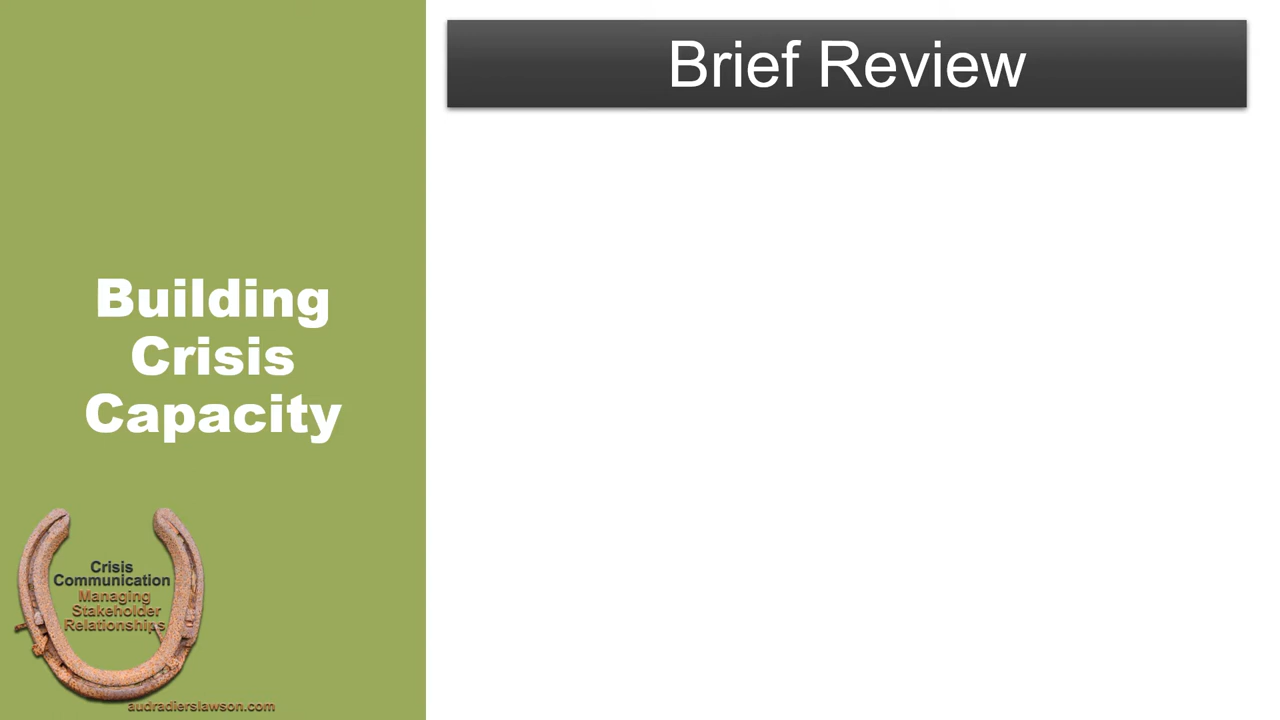 Brief Review
Building
Crisis
Capacity
Crisis
Communication
Managing
Stakeholder
Relationships
audradierslawson.com